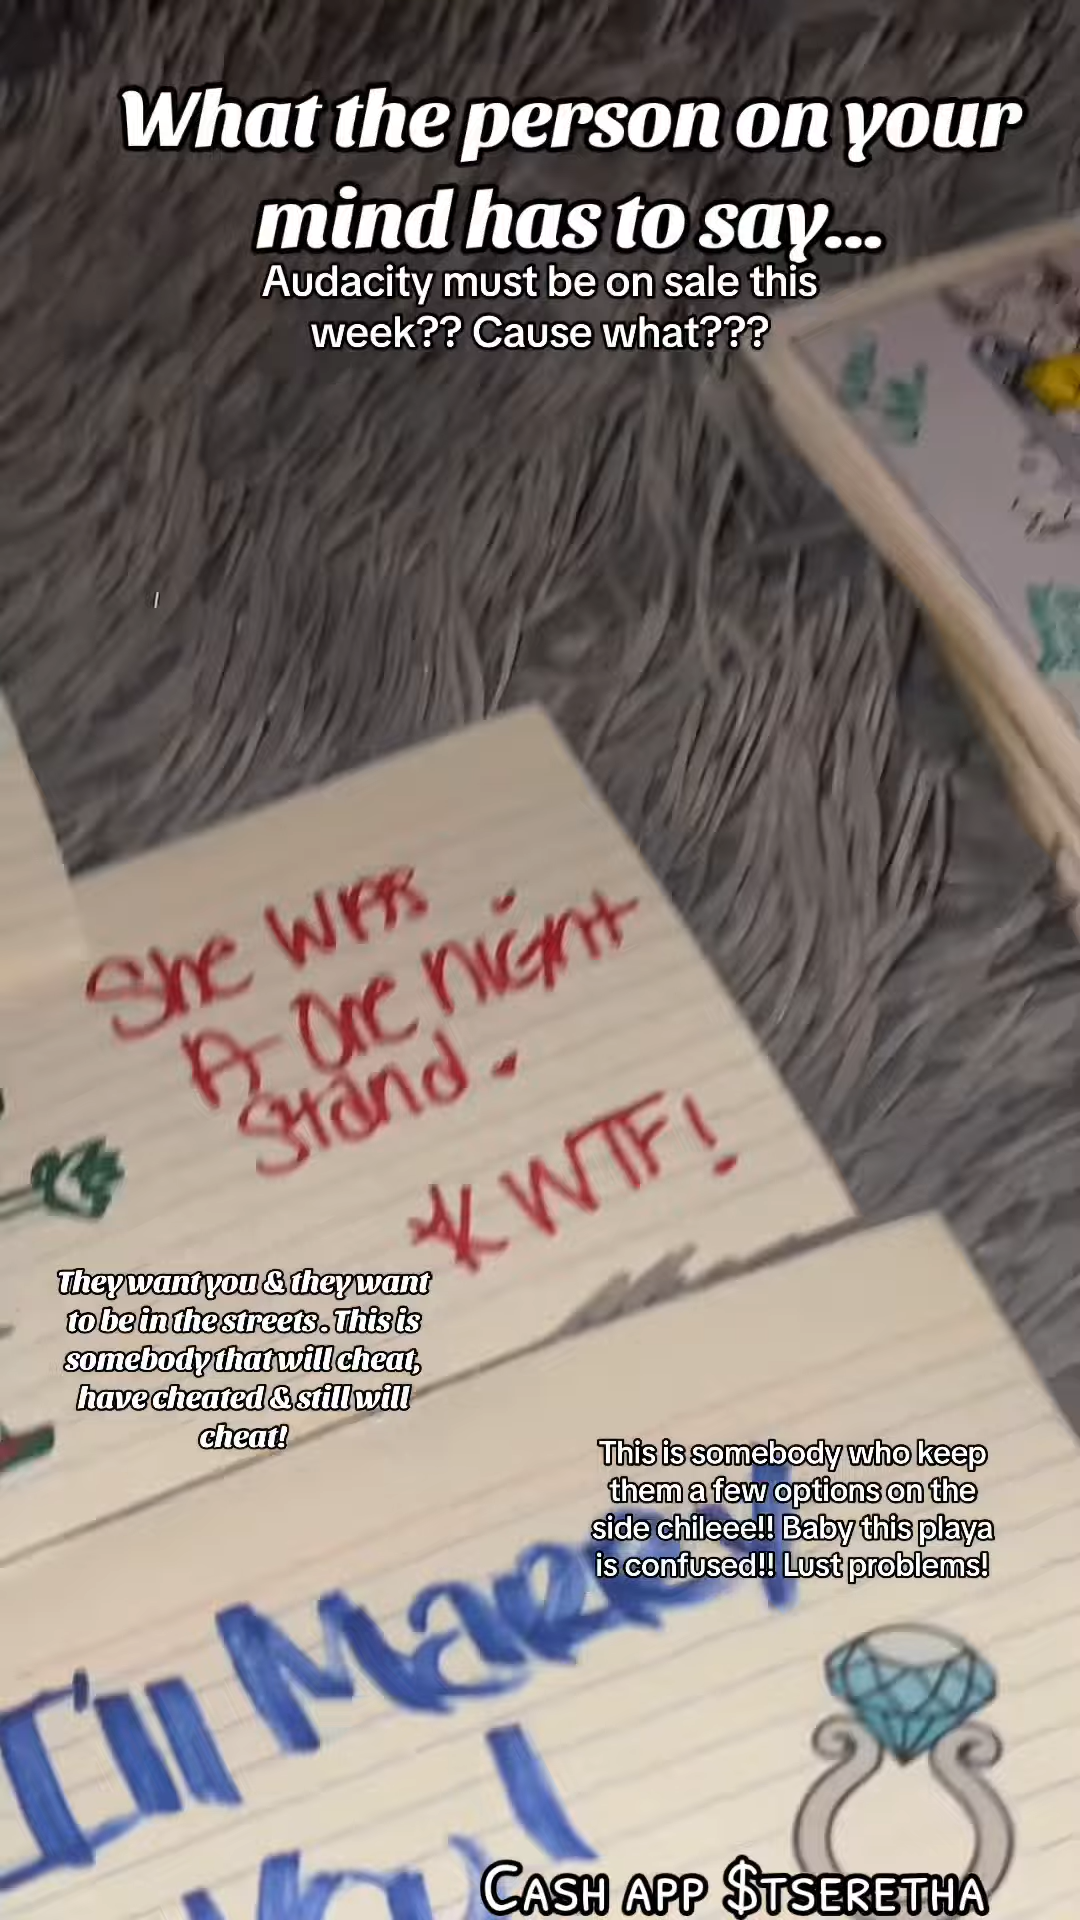 What the person on your
mind has to say...
Audacity must be on sale this
week?? Cause what???
She was
A one night
stand.
* WTF!
They want you & they want
to be in the streets. This is
somebody that will cheat,
have cheated & still will
cheat!
This is somebody who keep
them a few options on the
side chileee!! Baby this playa
is confused!! Lust problems!
I'll Marry
you!
Cash app $tseretha